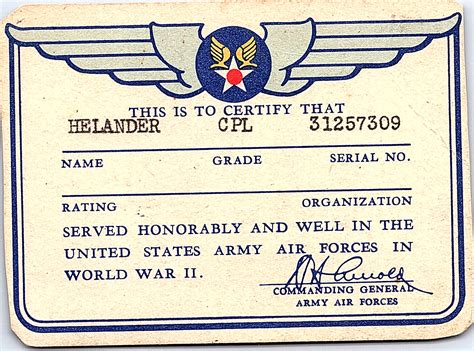 THIS IS TO CERTIFY THAT
HELANDER CPL 31257309
NAME GRADE SERIAL NO.
RATING ORGANIZATION
SERVED HONORABLY AND WELL IN THE
UNITED STATES ARMY AIR FORCES IN
WORLD WAR II.
H Arnold
COMMANDING GENERAL
ARMY AIR FORCES